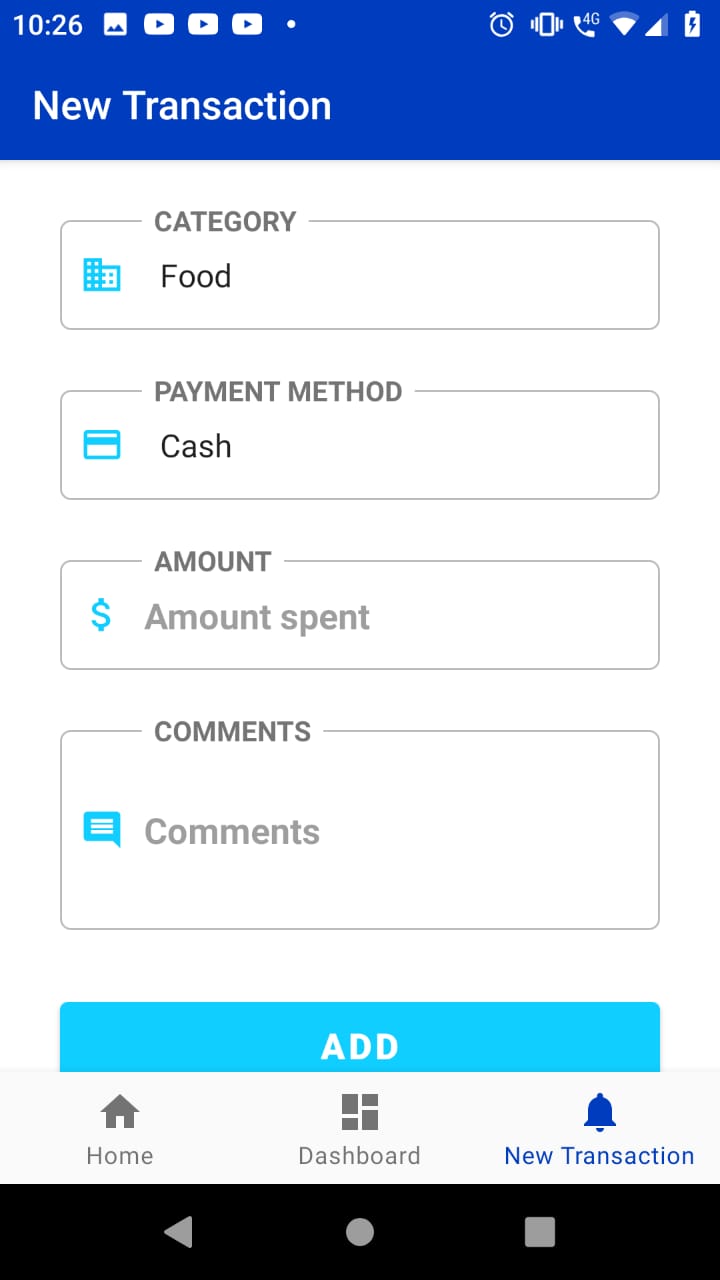 10:26
4G
New Transaction
CATEGORY
Food
PAYMENT METHOD
Cash
AMOUNT
$ Amount spent
COMMENTS
Comments
ADD
Home
Dashboard
New Transaction